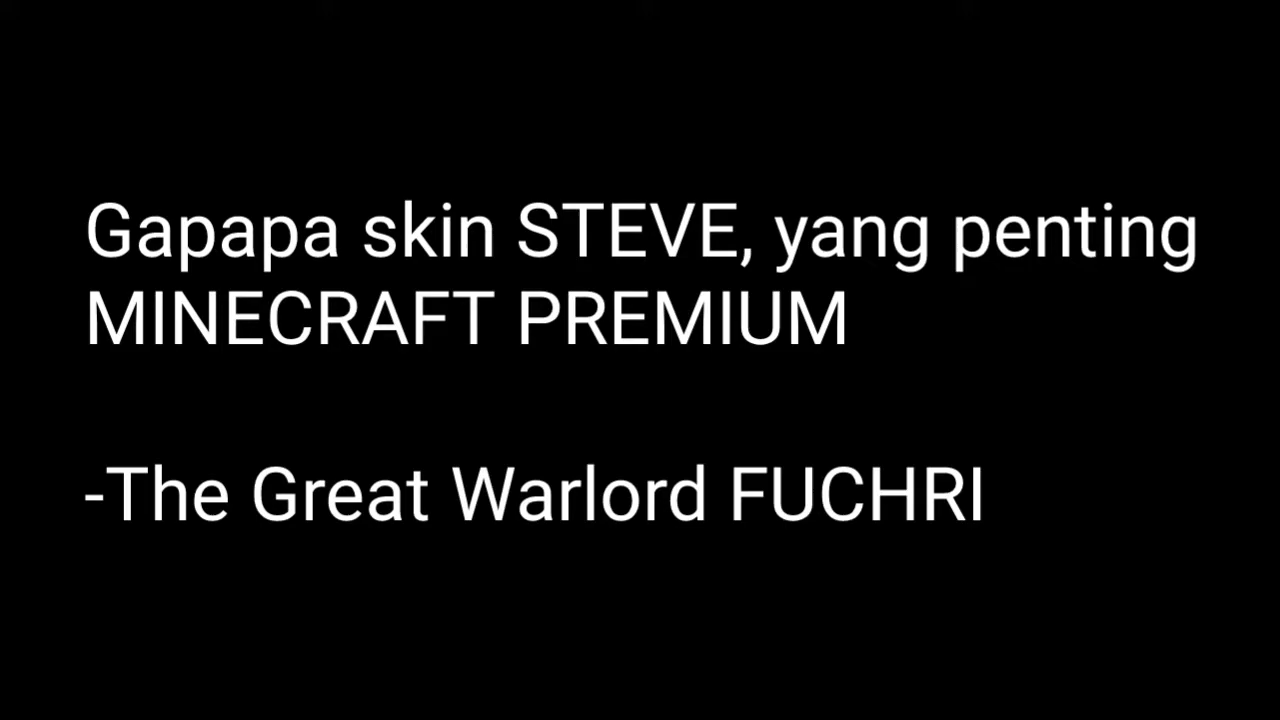 Gapapa skin STEVE, yang penting
MINECRAFT PREMIUM
-The Great Warlord FUCHRI